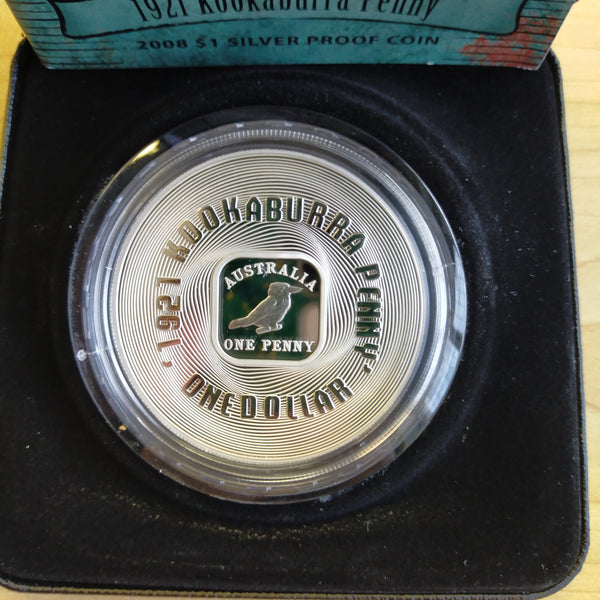 1921 Kookaburra Penny
2008 $1 SILVER PROOF COIN
· 1921 KOOKABURRA PENNY ·
AUSTRALIA
ONE PENNY
ONE DOLLAR